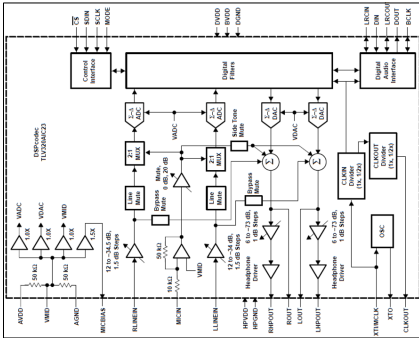 CS
SDIN
SCLK
MODE
DVDD
BVDD
DGND
LRCIN
DIN
LRCOUT
DOUT
BCLK
DSPcodec
TLV320AIC23
Control
Interface
Digital
Filters
Digital
Audio
Interface
Σ-Δ
ADC
Σ-Δ
ADC
Σ-Δ
DAC
Σ-Δ
DAC
VADC
VDAC
2:1
MUX
2:1
MUX
Side Tone
Mute
Mute,
0 dB, 20 dB
Line
Mute
Line
Mute
Bypass
Mute
Bypass
Mute
Σ
Σ
CLKIN
Divider
(1x, 1/2x)
CLKOUT
Divider
(1x, 1/2x)
OSC
VADC
VDAC
VMID
1.0X
1.0X
1.0X
1.5X
50 kΩ
50 kΩ
12 to –34.5 dB,
1.5 dB Steps
50 kΩ
10 kΩ
VMID
12 to –34 dB,
1.5 dB Steps
6 to –73 dB,
1 dB Steps
6 to –73 dB,
1 dB Steps
Headphone
Driver
Headphone
Driver
AVDD
VMID
AGND
MICBIAS
RLINEIN
MICIN
LLINEIN
HPVDD
HPGND
RHPOUT
ROUT
LOUT
LHPOUT
XTI/MCLK
XTO
CLKOUT